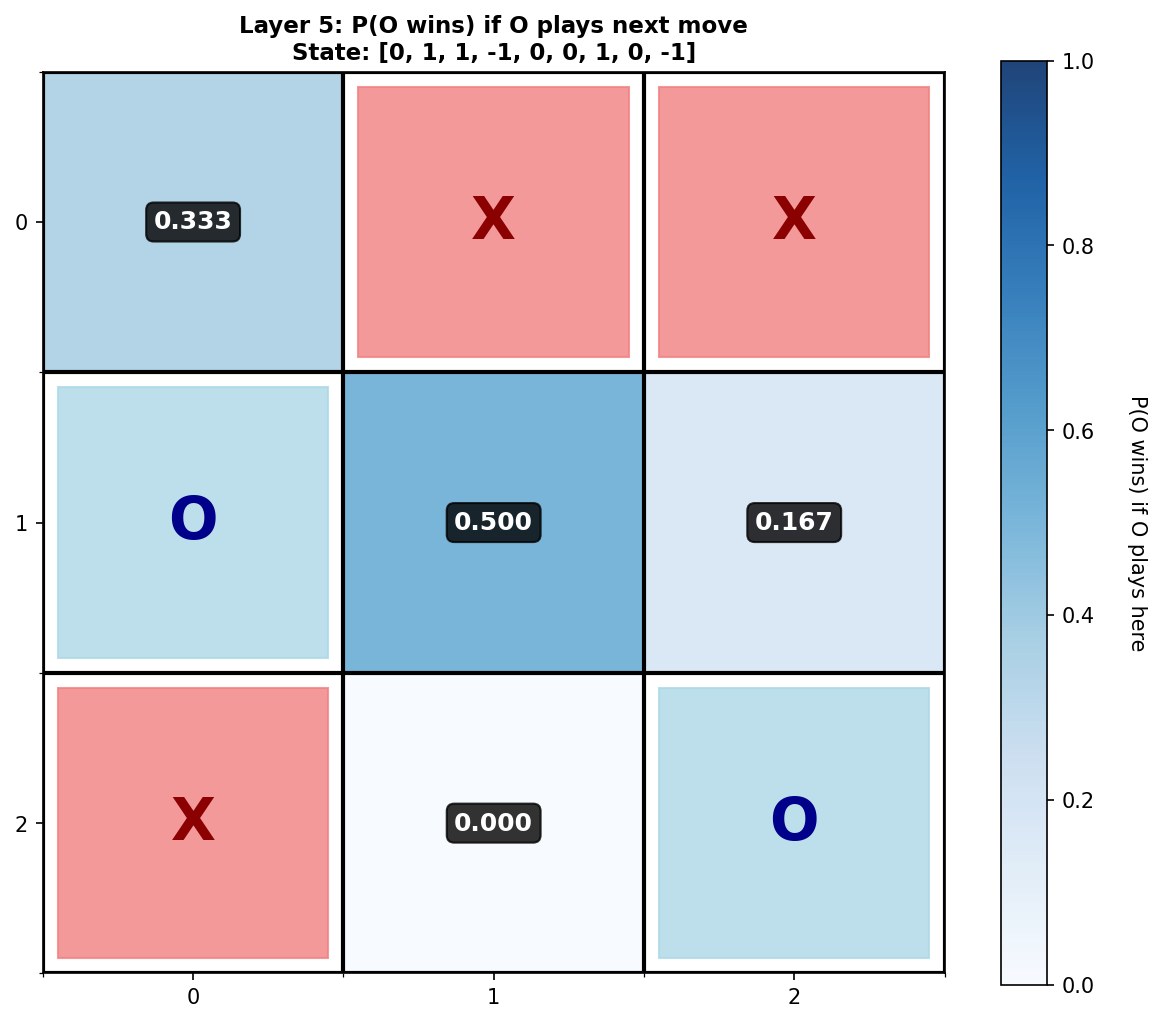 Layer 5: P(O wins) if O plays next move
State: [0, 1, 1, -1, 0, 0, 1, 0, -1]
0
0.333
X
X
1
O
0.500
0.167
2
X
0.000
O
0
1
2
1.0
0.8
0.6
0.4
0.2
0.0
P(O wins) if O plays here